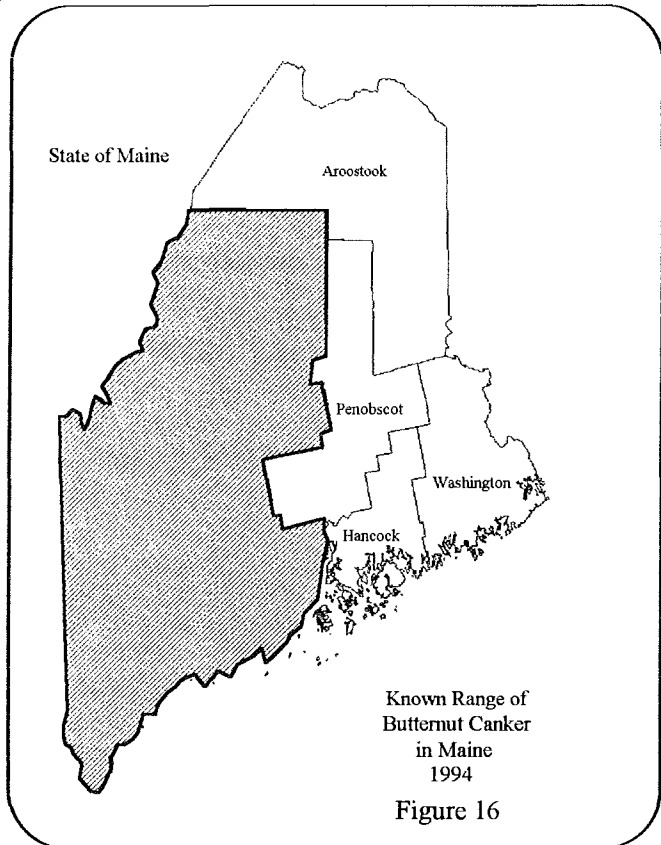 State of Maine
Aroostook
Penobscot
Washington
Hancock
Known Range of
Butternut Canker
in Maine
1994
Figure 16